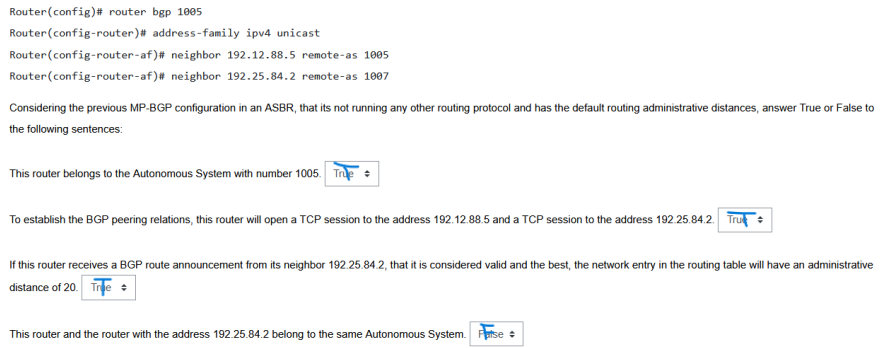 Router(config)# router bgp 1005
Router(config-router)# address-family ipv4 unicast
Router(config-router-af)# neighbor 192.12.88.5 remote-as 1005
Router(config-router-af)# neighbor 192.25.84.2 remote-as 1007
Considering the previous MP-BGP configuration in an ASBR, that its not running any other routing protocol and has the default routing administrative distances, answer True or False to
the following sentences:
This router belongs to the Autonomous System with number 1005. True T
To establish the BGP peering relations, this router will open a TCP session to the address 192.12.88.5 and a TCP session to the address 192.25.84.2. True T
If this router receives a BGP route announcement from its neighbor 192.25.84.2, that it is considered valid and the best, the network entry in the routing table will have an administrative
distance of 20. True T
This router and the router with the address 192.25.84.2 belong to the same Autonomous System. False F